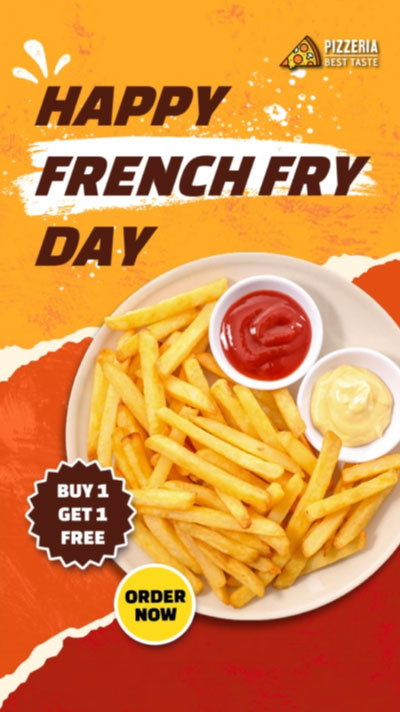 PIZZERIA
BEST TASTE
HAPPY
FRENCH FRY
DAY
BUY 1
GET 1
FREE
ORDER
NOW